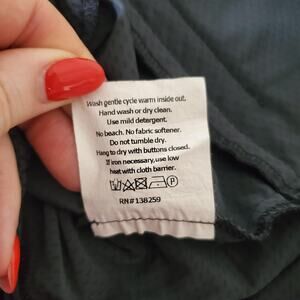 Wash gentle cycle warm inside out.
Hand wash or dry clean.
Use mild detergent.
No beach. No fabric softener.
Do not tumble dry.
Hang to dry with buttons closed.
If iron necessary, use low
heat with cloth barrier.
P
RN# 138259